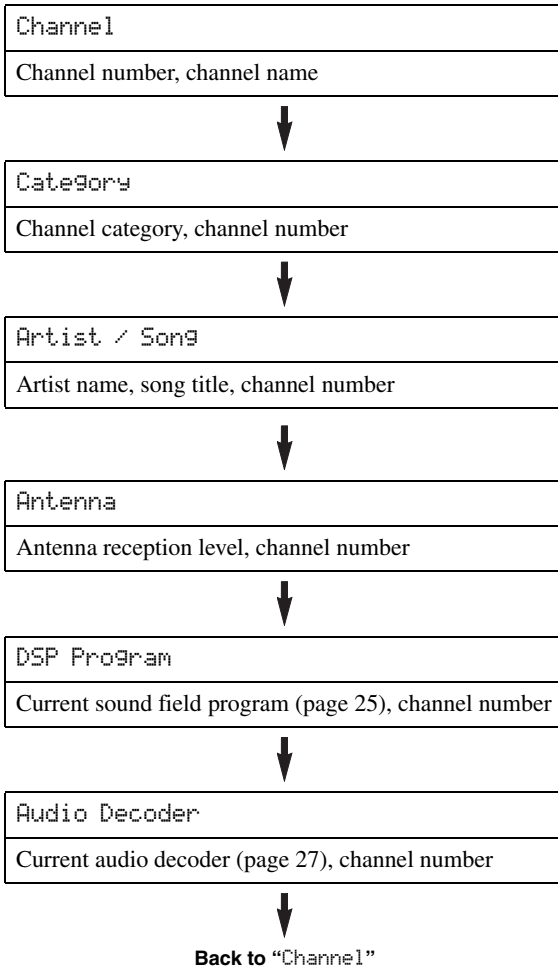 Channel
Channel number, channel name
Category
Channel category, channel number
Artist / Song
Artist name, song title, channel number
Antenna
Antenna reception level, channel number
DSP Program
Current sound field program (page 25), channel number
Audio Decoder
Current audio decoder (page 27), channel number
Back to “Channel”